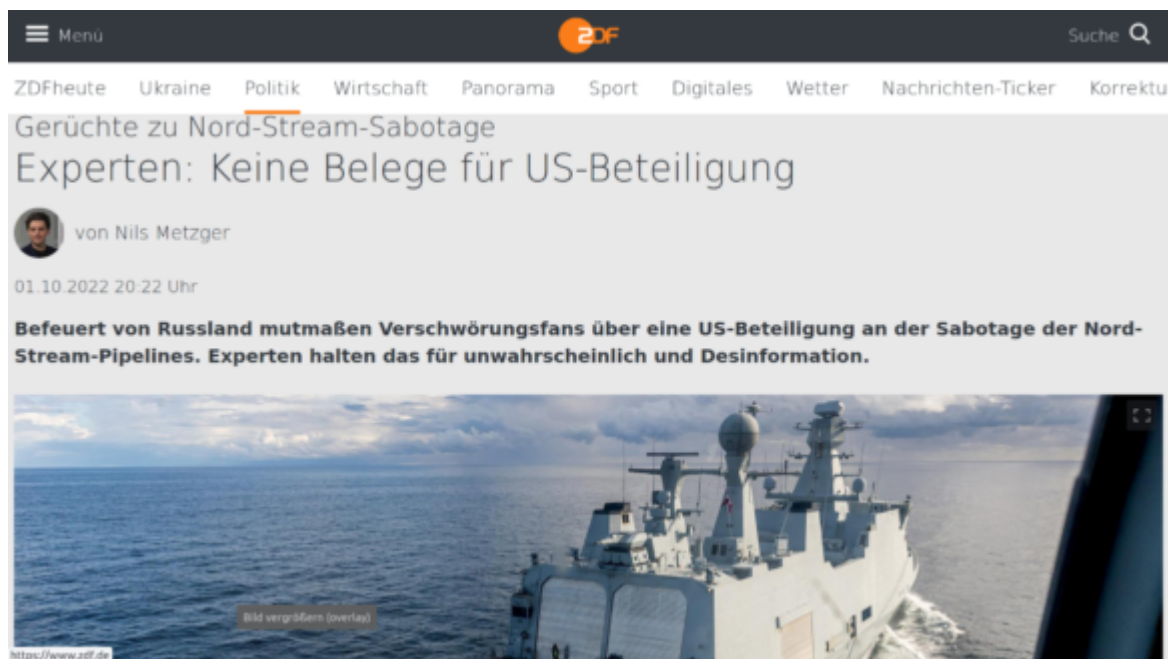 Menü
ZDF
Suche
ZDFheute Ukraine Politik Wirtschaft Panorama Sport Digitales Wetter Nachrichten-Ticker Korrektu
Gerüchte zu Nord-Stream-Sabotage
Experten: Keine Belege für US-Beteiligung
von Nils Metzger
01.10.2022 20:22 Uhr
Befeuert von Russland mutmaßen Verschwörungsfans über eine US-Beteiligung an der Sabotage der Nord-
Stream-Pipelines. Experten halten das für unwahrscheinlich und Desinformation.
Bild vergrößern (overlay)
https://www.zdf.de